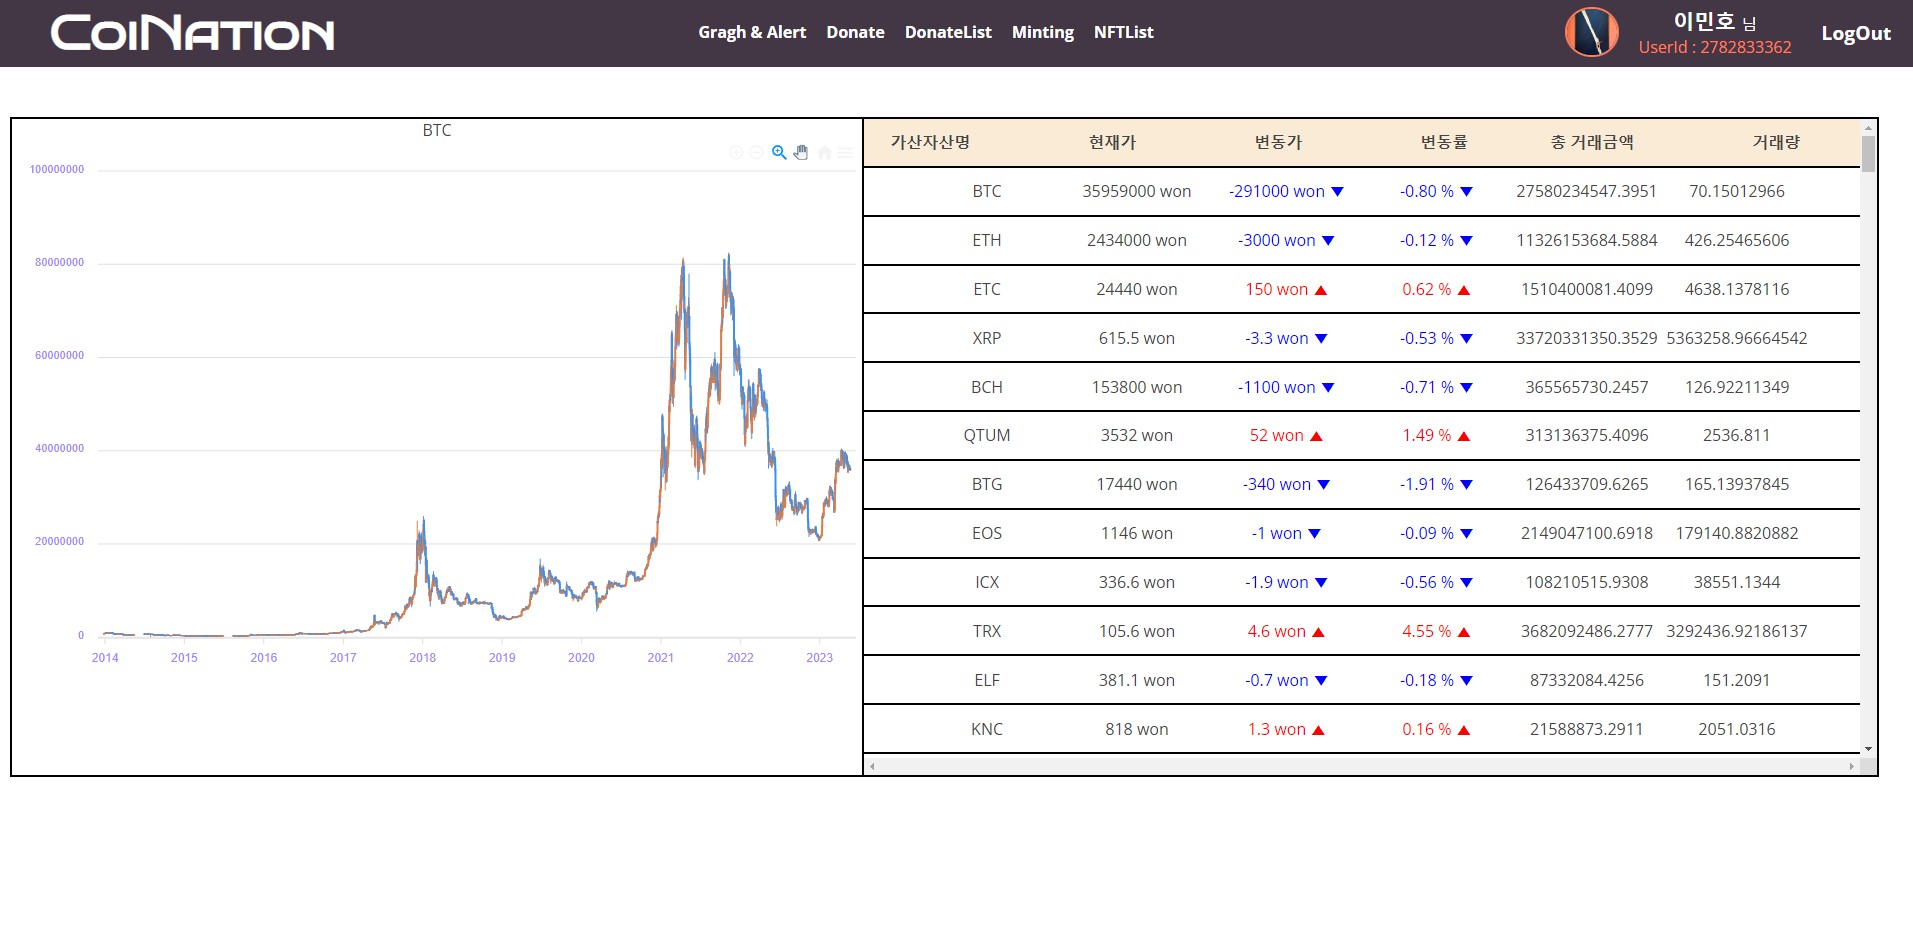 CoiNation
Gragh & Alert Donate DonateList Minting NFTList
이민호 님
UserId : 2782833362
LogOut
BTC
100000000
80000000
60000000
40000000
20000000
0
2014 2015 2016 2017 2018 2019 2020 2021 2022 2023
가산자산명 현재가 변동가 변동률 총 거래금액 거래량
BTC 35959000 won -291000 won ▼ -0.80 % ▼ 27580234547.3951 70.15012966
ETH 2434000 won -3000 won ▼ -0.12 % ▼ 11326153684.5884 426.25465606
ETC 24440 won 150 won ▲ 0.62 % ▲ 1510400081.4099 4638.1378116
XRP 615.5 won -3.3 won ▼ -0.53 % ▼ 33720331350.3529 5363258.96664542
BCH 153800 won -1100 won ▼ -0.71 % ▼ 365565730.2457 126.92211349
QTUM 3532 won 52 won ▲ 1.49 % ▲ 313136375.4096 2536.811
BTG 17440 won -340 won ▼ -1.91 % ▼ 126433709.6265 165.13937845
EOS 1146 won -1 won ▼ -0.09 % ▼ 2149047100.6918 179140.8820882
ICX 336.6 won -1.9 won ▼ -0.56 % ▼ 108210515.9308 38551.1344
TRX 105.6 won 4.6 won ▲ 4.55 % ▲ 3682092486.2777 3292436.92186137
ELF 381.1 won -0.7 won ▼ -0.18 % ▼ 87332084.4256 151.2091
KNC 818 won 1.3 won ▲ 0.16 % ▲ 21588873.2911 2051.0316